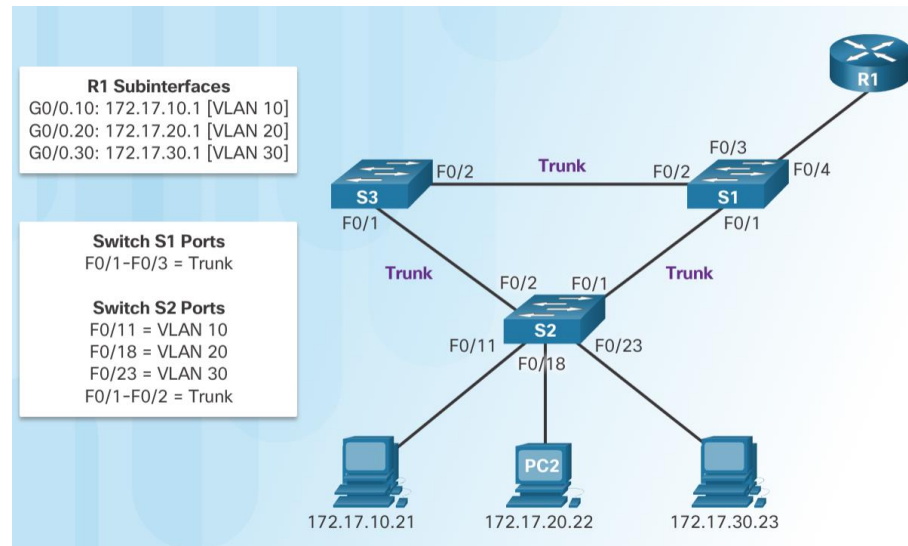 R1 Subinterfaces
G0/0.10: 172.17.10.1 [VLAN 10]
G0/0.20: 172.17.20.1 [VLAN 20]
G0/0.30: 172.17.30.1 [VLAN 30]
Switch S1 Ports
F0/1-F0/3 = Trunk
Switch S2 Ports
F0/11 = VLAN 10
F0/18 = VLAN 20
F0/23 = VLAN 30
F0/1-F0/2 = Trunk
R1
F0/3
F0/2
Trunk
F0/2
F0/4
S3
S1
F0/1
F0/1
Trunk
Trunk
F0/2
F0/1
S2
F0/11
F0/18
F0/23
PC2
172.17.10.21
172.17.20.22
172.17.30.23